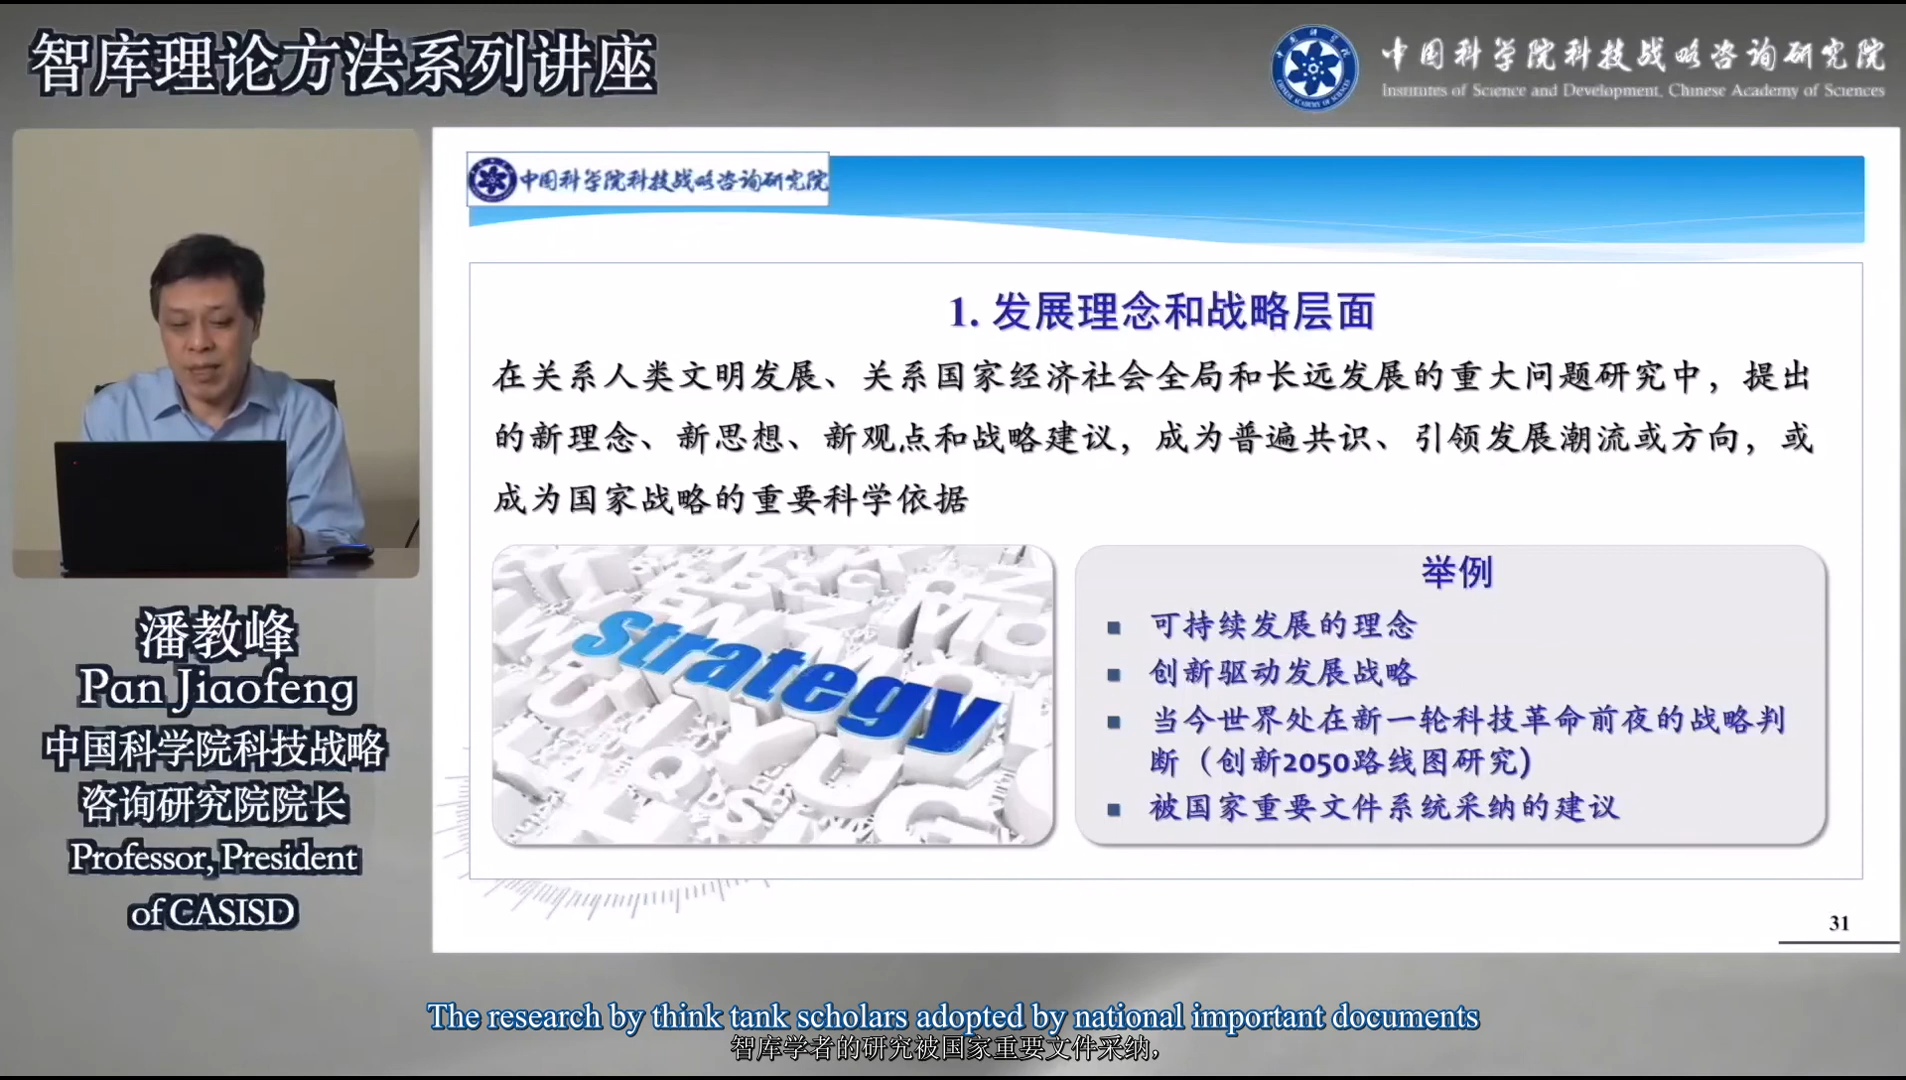 智库理论方法系列讲座
中国科学院科技战略咨询研究院
Institutes of Science and Development, Chinese Academy of Sciences
中国科学院科技战略咨询研究院
1. 发展理念和战略层面
在关系人类文明发展、关系国家经济社会全局和长远发展的重大问题研究中，提出
的新理念、新思想、新观点和战略建议，成为普遍共识、引领发展潮流或方向，或
成为国家战略的重要科学依据
Strategy
举例
可持续发展的理念
创新驱动发展战略
当今世界处在新一轮科技革命前夜的战略判
断（创新2050路线图研究）
被国家重要文件系统采纳的建议
31
潘教峰
Pan Jiaofeng
中国科学院科技战略
咨询研究院院长
Professor, President
of CASISD
The research by think tank scholars adopted by national important documents
智库学者的研究被国家重要文件采纳，